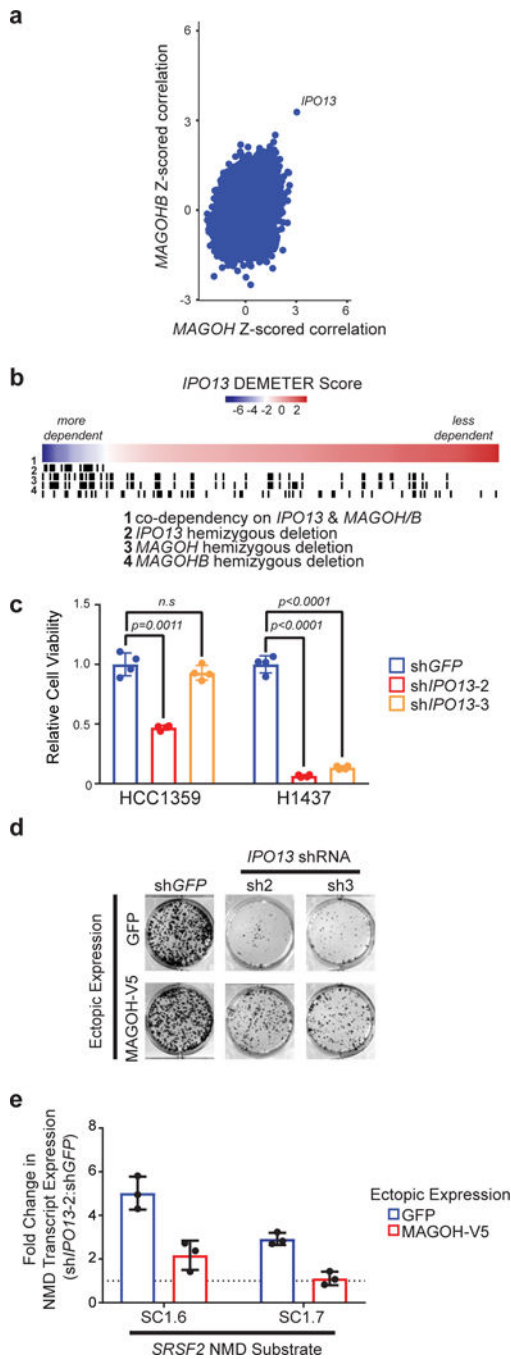 a
IPO13
6
3
0
-3
MAGOHB Z-scored correlation
0 3 6
MAGOH Z-scored correlation
b
IPO13 DEMETER Score
-6 -4 -2 0 2
more dependent
less dependent
1
2
3
4
1 co-dependency on IPO13 & MAGOH/B
2 IPO13 hemizygous deletion
3 MAGOH hemizygous deletion
4 MAGOHB hemizygous deletion
c
Relative Cell Viability
1.5
1.0
0.5
0
n.s
p=0.0011
p<0.0001
p<0.0001
HCC1359 H1437
shGFP
shIPO13-2
shIPO13-3
d
IPO13 shRNA
shGFP sh2 sh3
Ectopic Expression
GFP
MAGOH-V5
e
Fold Change in
NMD Transcript Expression
(shIPO13-2:shGFP)
8
6
4
2
0
SC1.6 SC1.7
SRSF2 NMD Substrate
Ectopic Expression
GFP
MAGOH-V5